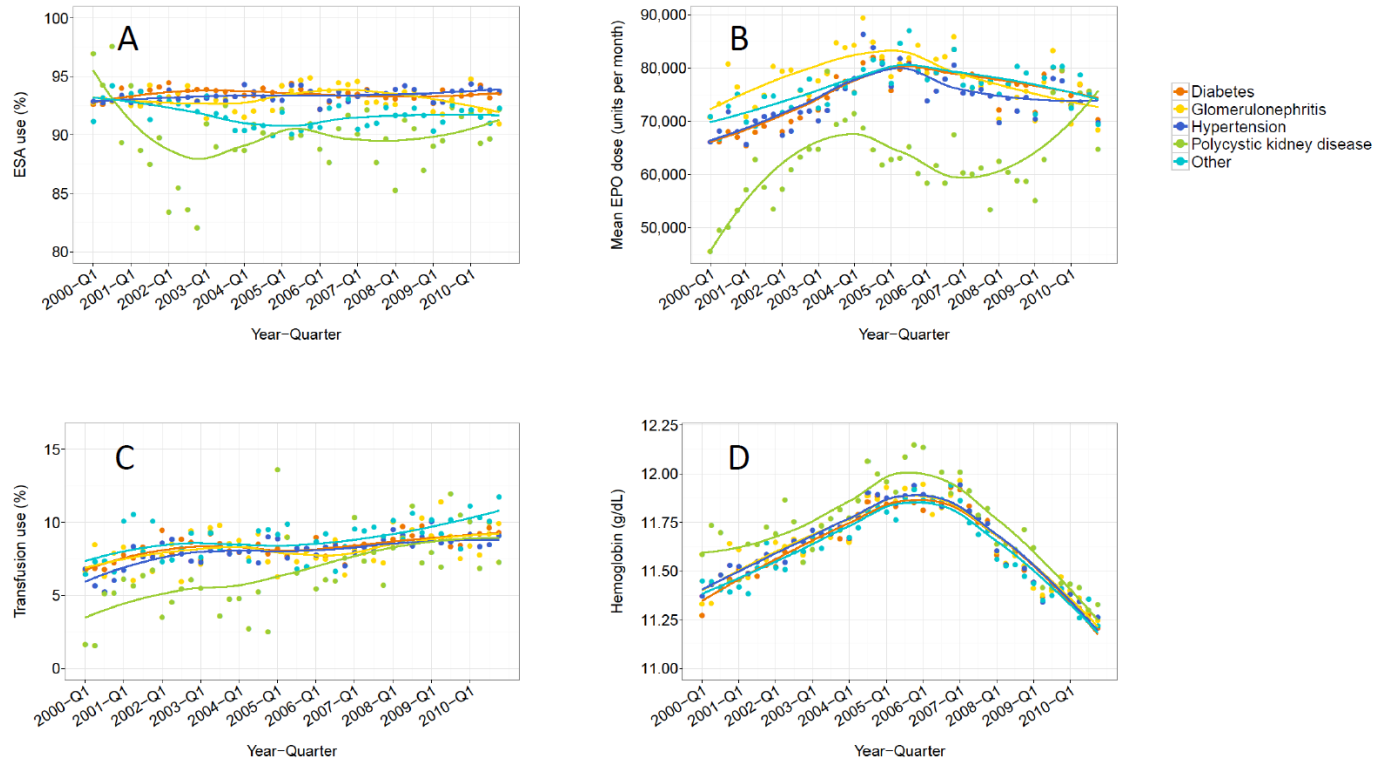 A
ESA use (%)
100
95
90
85
80
2000−Q1
2001−Q1
2002−Q1
2003−Q1
2004−Q1
2005−Q1
2006−Q1
2007−Q1
2008−Q1
2009−Q1
2010−Q1
Year−Quarter
B
Mean EPO dose (units per month)
90,000
80,000
70,000
60,000
50,000
2000−Q1
2001−Q1
2002−Q1
2003−Q1
2004−Q1
2005−Q1
2006−Q1
2007−Q1
2008−Q1
2009−Q1
2010−Q1
Year−Quarter
Diabetes
Glomerulonephritis
Hypertension
Polycystic kidney disease
Other
C
Transfusion use (%)
15
10
5
0
2000−Q1
2001−Q1
2002−Q1
2003−Q1
2004−Q1
2005−Q1
2006−Q1
2007−Q1
2008−Q1
2009−Q1
2010−Q1
Year−Quarter
D
Hemoglobin (g/dL)
12.25
12.00
11.75
11.50
11.25
11.00
2000−Q1
2001−Q1
2002−Q1
2003−Q1
2004−Q1
2005−Q1
2006−Q1
2007−Q1
2008−Q1
2009−Q1
2010−Q1
Year−Quarter